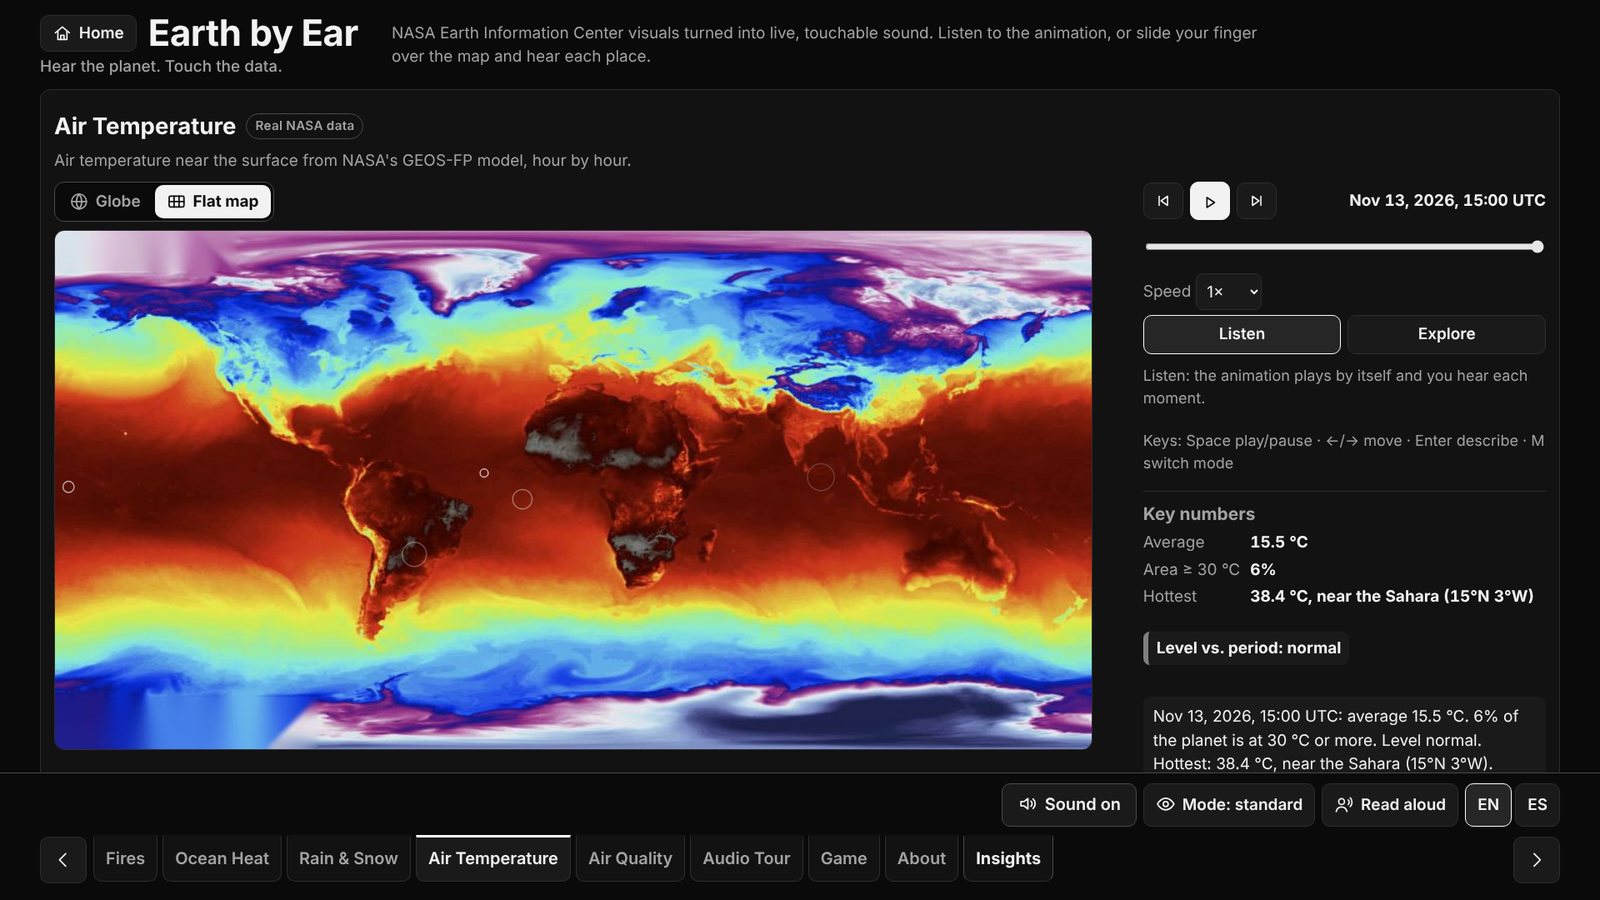 Home
Earth by Ear
Hear the planet. Touch the data.
NASA Earth Information Center visuals turned into live, touchable sound. Listen to the animation, or slide your finger
over the map and hear each place.
Air Temperature
Real NASA data
Air temperature near the surface from NASA's GEOS-FP model, hour by hour.
Globe
Flat map
Nov 13, 2026, 15:00 UTC
Speed
1×
Listen
Explore
Listen: the animation plays by itself and you hear each
moment.
Keys: Space play/pause · ←/→ move · Enter describe · M
switch mode
Key numbers
Average 15.5 °C
Area ≥ 30 °C 6%
Hottest 38.4 °C, near the Sahara (15°N 3°W)
Level vs. period: normal
Nov 13, 2026, 15:00 UTC: average 15.5 °C. 6% of
the planet is at 30 °C or more. Level normal.
Hottest: 38.4 °C, near the Sahara (15°N 3°W).
Sound on
Mode: standard
Read aloud
EN
ES
Fires
Ocean Heat
Rain & Snow
Air Temperature
Air Quality
Audio Tour
Game
About
Insights